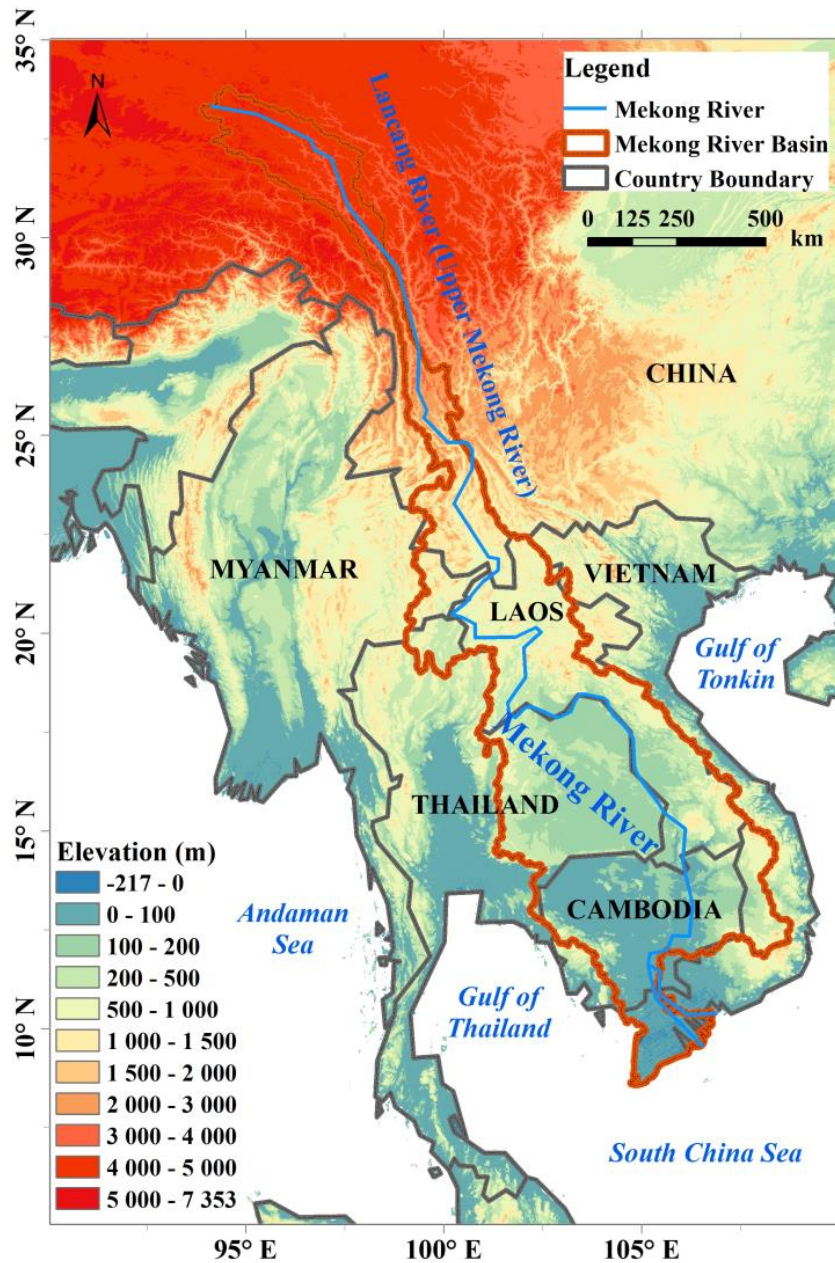 35° N
30° N
25° N
20° N
15° N
10° N
95° E
100° E
105° E
N
Legend
Mekong River
Mekong River Basin
Country Boundary
0 125 250 500
km
Lancang River (Upper Mekong River)
CHINA
MYANMAR
VIETNAM
LAOS
Gulf of
Tonkin
Mekong River
THAILAND
CAMBODIA
Andaman
Sea
Gulf of
Thailand
South China Sea
Elevation (m)
-217 - 0
0 - 100
100 - 200
200 - 500
500 - 1 000
1 000 - 1 500
1 500 - 2 000
2 000 - 3 000
3 000 - 4 000
4 000 - 5 000
5 000 - 7 353